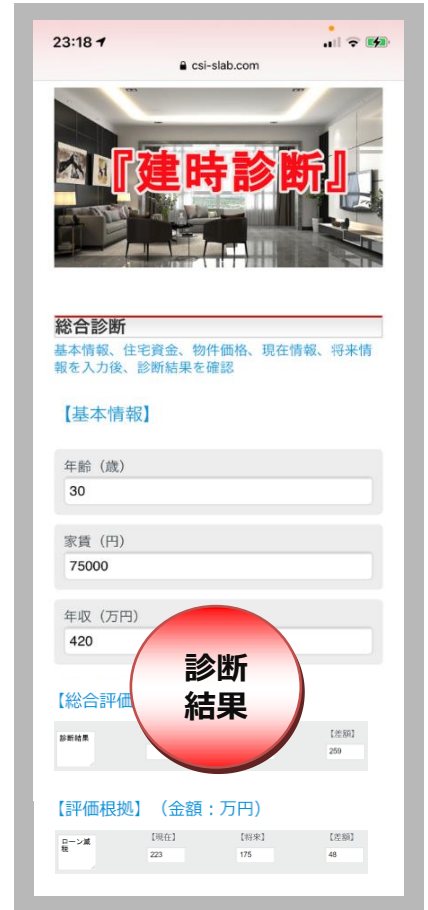 23:18
csi-slab.com
『建時診断』
総合診断
基本情報、住宅資金、物件価格、現在情報、将来情
報を入力後、診断結果を確認
【基本情報】
年齢（歳）
30
家賃（円）
75000
年収（万円）
420
診断
結果
【総合評価
【差額】
診断結果
259
【評価根拠】（金額：万円）
ローン減
税
【現在】
【将来】
【差額】
223
175
48